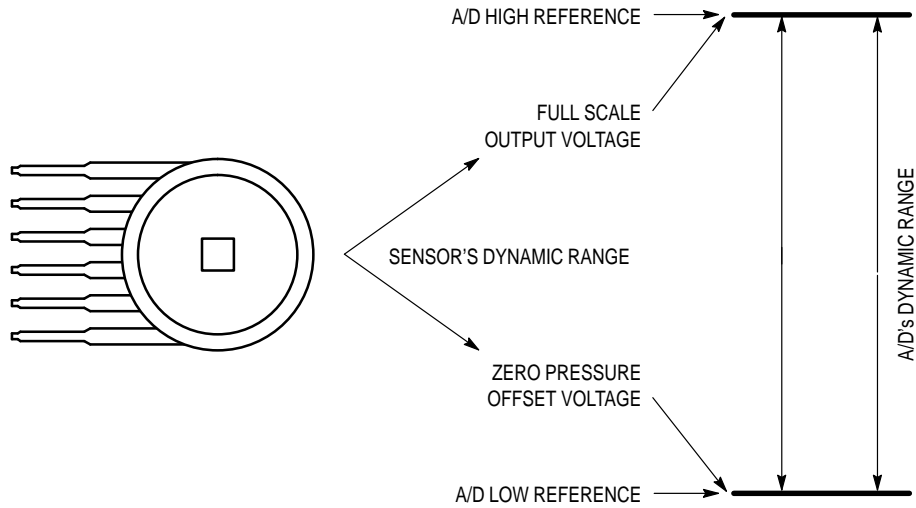 A/D HIGH REFERENCE
FULL SCALE
OUTPUT VOLTAGE
SENSOR'S DYNAMIC RANGE
ZERO PRESSURE
OFFSET VOLTAGE
A/D LOW REFERENCE
A/D's DYNAMIC RANGE